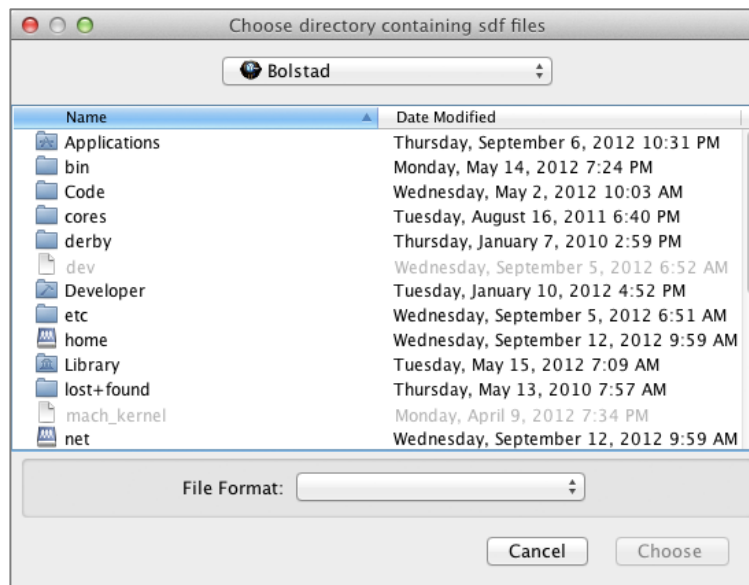 Choose directory containing sdf files
Bolstad
Name Date Modified
Applications Thursday, September 6, 2012 10:31 PM
bin Monday, May 14, 2012 7:24 PM
Code Wednesday, May 2, 2012 10:03 AM
cores Tuesday, August 16, 2011 6:40 PM
derby Thursday, January 7, 2010 2:59 PM
dev Wednesday, September 5, 2012 6:52 AM
Developer Tuesday, January 10, 2012 4:52 PM
etc Wednesday, September 5, 2012 6:51 AM
home Wednesday, September 12, 2012 9:59 AM
Library Tuesday, May 15, 2012 7:09 AM
lost+found Thursday, May 13, 2010 7:57 AM
mach_kernel Monday, April 9, 2012 7:34 PM
net Wednesday, September 12, 2012 9:59 AM
File Format:
Cancel Choose